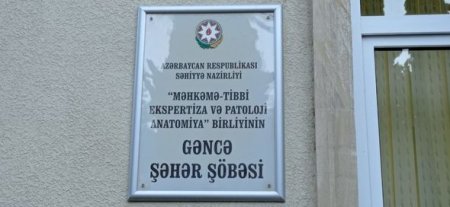 AZƏRBAYCAN RESPUBLİKASI
SƏHİYYƏ NAZİRLİYİ
“MƏHKƏMƏ-TİBBİ
EKSPERTİZA VƏ PATOLOJİ
ANATOMİYA” BİRLİYİNİN
GƏNCƏ
ŞƏHƏR ŞÖBƏSİ